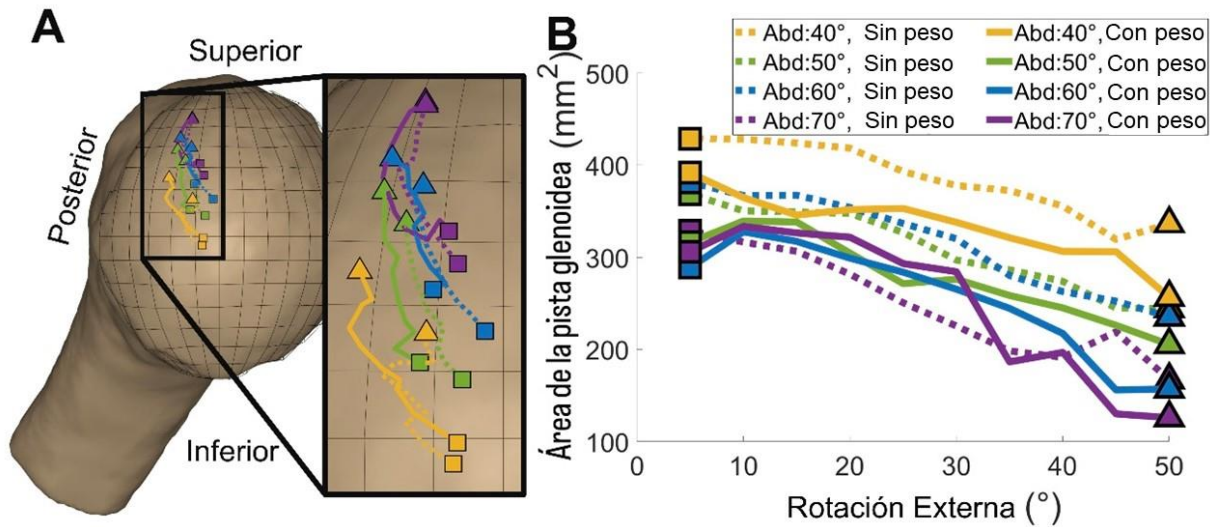 A
Superior
Posterior
Inferior
B
Abd:40°, Sin peso
Abd:50°, Sin peso
Abd:60°, Sin peso
Abd:70°, Sin peso
Abd:40°, Con peso
Abd:50°, Con peso
Abd:60°, Con peso
Abd:70°, Con peso
Área de la pista glenoidea (mm²)
500
400
300
200
100
0
10
20
30
40
50
Rotación Externa (°)